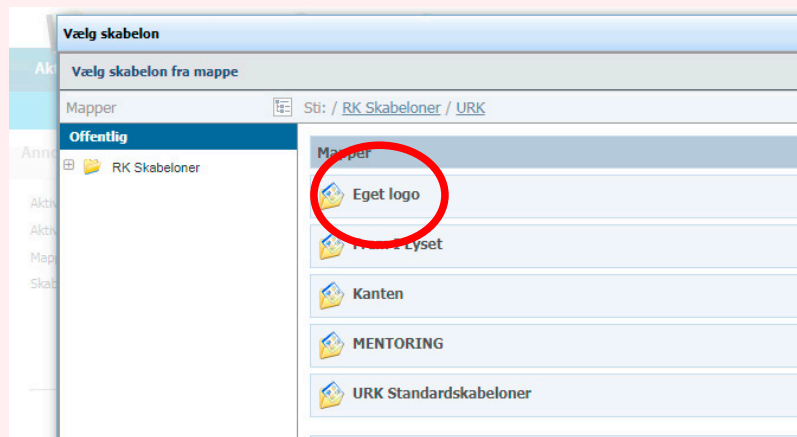 Vælg skabelon
Vælg skabelon fra mappe
Mapper
Sti: / RK Skabeloner / URK
Offentlig
RK Skabeloner
Mapper
Eget logo
Lyset
Kanten
MENTORING
URK Standardskabeloner